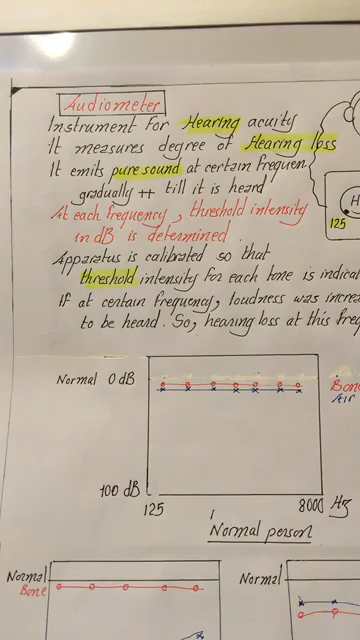 Audiometer
Instrument for Hearing acuity
It measures degree of Hearing loss
It emits pure sound at certain frequen
gradually ++ till it is heard
At each frequency, threshold intensity
in dB is determined.
Apparatus is calibrated so that
threshold intensity for each tone is indicat
If at certain frequency, loudness was increa
to be heard. So, hearing loss at this freq
H
125
Normal 0 dB
Bone
Air
100 dB
125
8000 Hz
Normal person
Normal
Bone
Normal